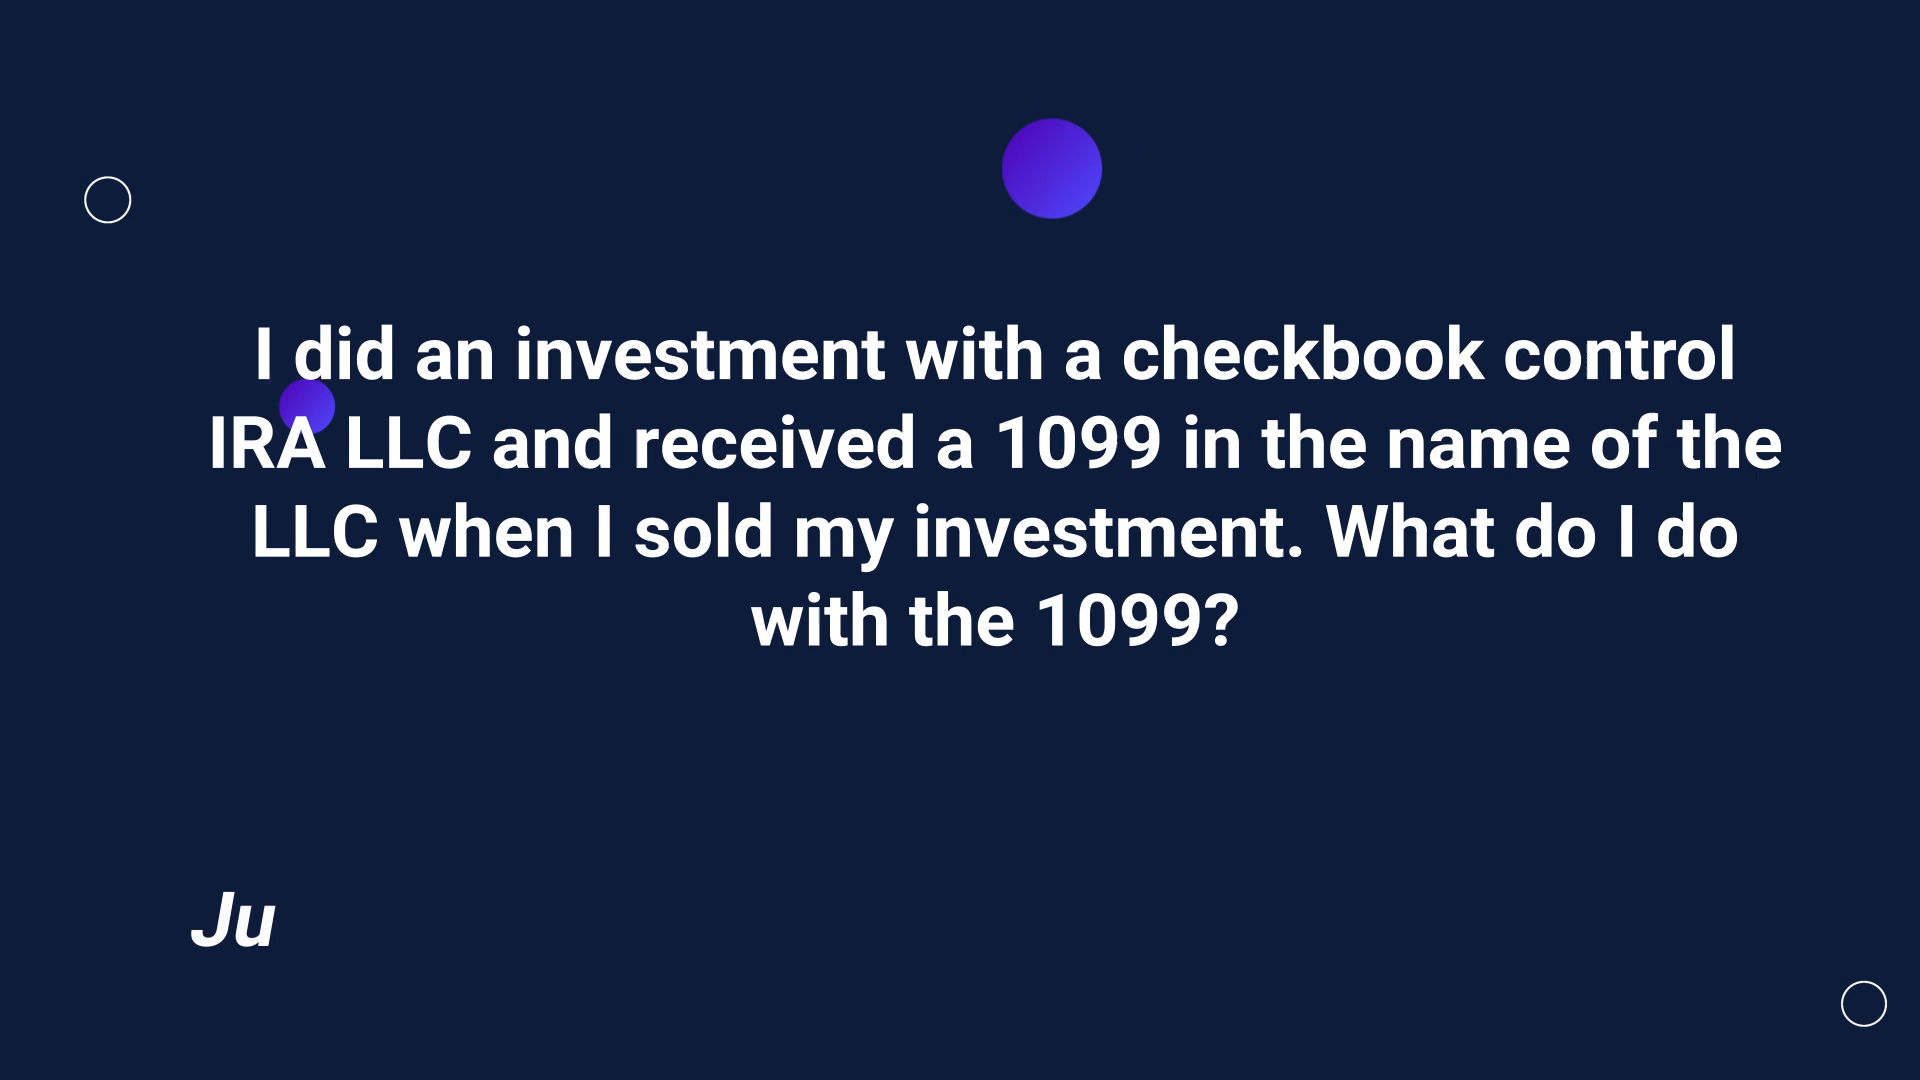 I did an investment with a checkbook control
IRA LLC and received a 1099 in the name of the
LLC when I sold my investment. What do I do
with the 1099?
Ju